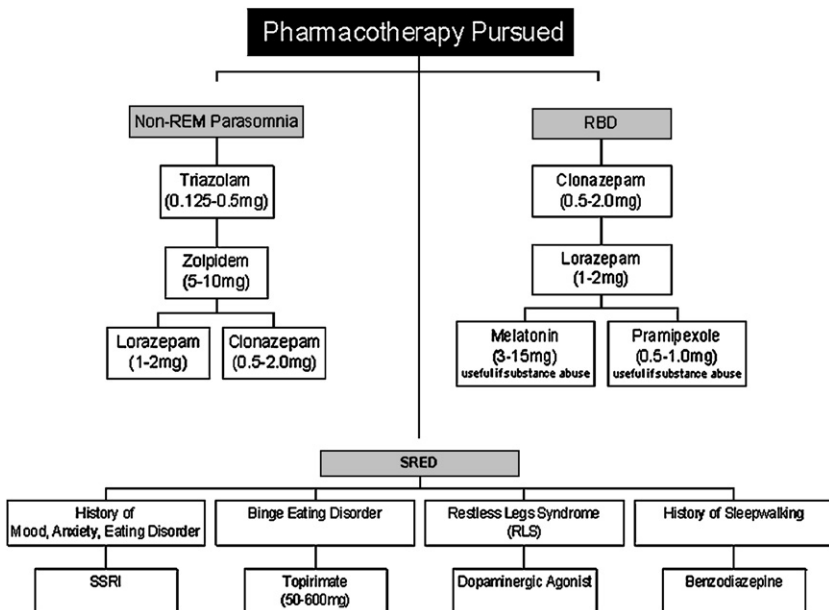 Pharmacotherapy Pursued
Non-REM Parasomnia
Triazolam
(0.125-0.5mg)
Zolpidem
(5-10mg)
Lorazepam
(1-2mg)
Clonazepam
(0.5-2.0mg)
RBD
Clonazepam
(0.5-2.0mg)
Lorazepam
(1-2mg)
Melatonin
(3-15mg)
useful if substance abuse
Pramipexole
(0.5-1.0mg)
useful if substance abuse
SRED
History of
Mood, Anxiety, Eating Disorder
SSRI
Binge Eating Disorder
Topirimate
(50-600mg)
Restless Legs Syndrome
(RLS)
Dopaminergic Agonist
History of Sleepwalking
Benzodiazepine